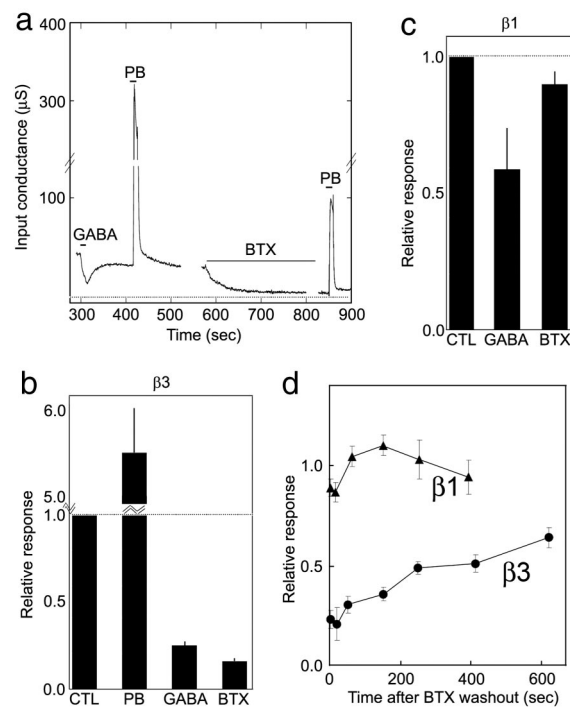 a
400
300
100
Input conductance (μS)
PB
GABA
BTX
PB
300 400 500 600 700 800 900
Time (sec)
c
β1
1.0
0.5
0.0
Relative response
CTL GABA BTX
b
β3
6.0
5.0
1.0
0.5
0.0
Relative response
CTL PB GABA BTX
d
1.0
0.5
0.0
Relative response
β1
β3
0 200 400 600
Time after BTX washout (sec)